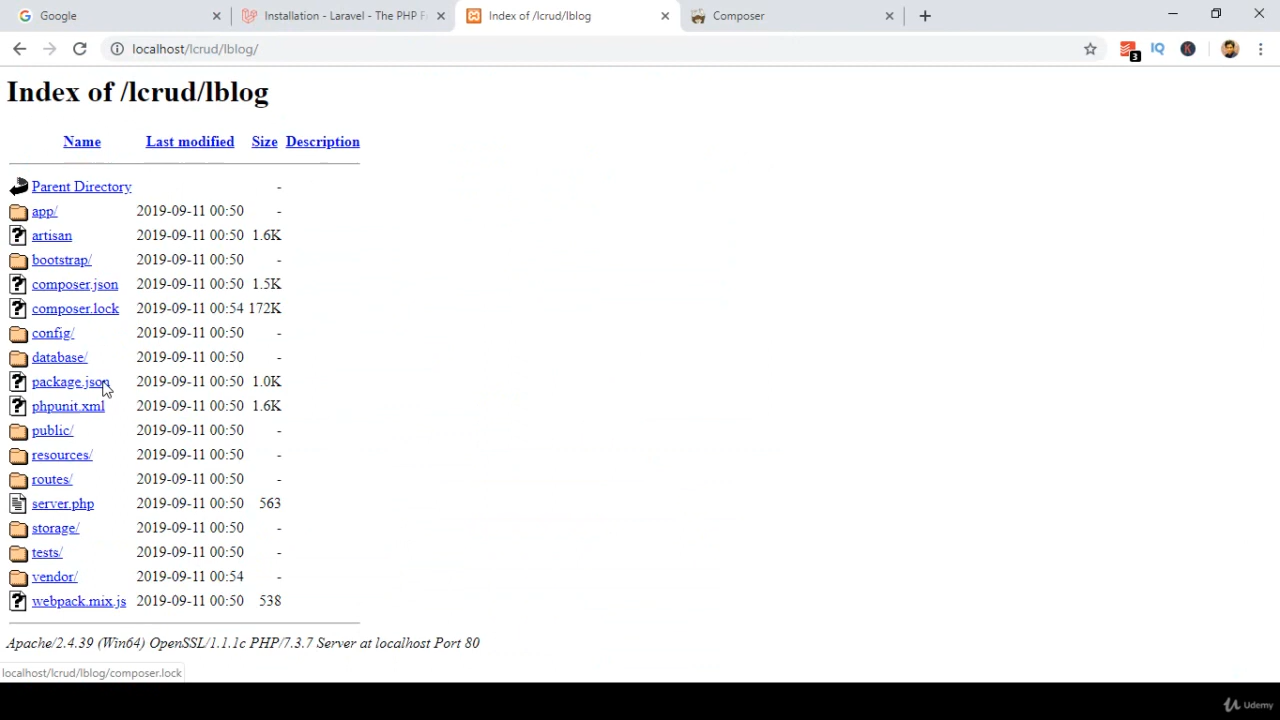 Google
Installation - Laravel - The PHP F
Index of /lcrud/lblog
Composer
localhost/lcrud/lblog/
3
IQ
K
Index of /lcrud/lblog
Name Last modified Size Description
Parent Directory -
app/ 2019-09-11 00:50 -
artisan 2019-09-11 00:50 1.6K
bootstrap/ 2019-09-11 00:50 -
composer.json 2019-09-11 00:50 1.5K
composer.lock 2019-09-11 00:54 172K
config/ 2019-09-11 00:50 -
database/ 2019-09-11 00:50 -
package.json 2019-09-11 00:50 1.0K
phpunit.xml 2019-09-11 00:50 1.6K
public/ 2019-09-11 00:50 -
resources/ 2019-09-11 00:50 -
routes/ 2019-09-11 00:50 -
server.php 2019-09-11 00:50 563
storage/ 2019-09-11 00:50 -
tests/ 2019-09-11 00:50 -
vendor/ 2019-09-11 00:54 -
webpack.mix.js 2019-09-11 00:50 538
Apache/2.4.39 (Win64) OpenSSL/1.1.1c PHP/7.3.7 Server at localhost Port 80
localhost/lcrud/lblog/composer.lock
Udemy